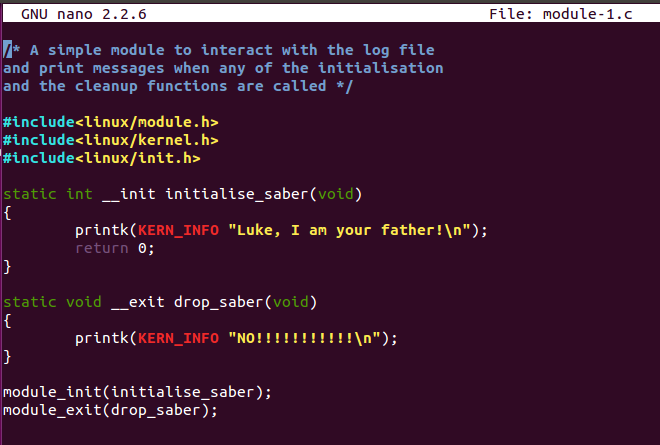 GNU nano 2.2.6 File: module-1.c
/* A simple module to interact with the log file
and print messages when any of the initialisation
and the cleanup functions are called */
#include<linux/module.h>
#include<linux/kernel.h>
#include<linux/init.h>
static int __init initialise_saber(void)
{
printk(KERN_INFO "Luke, I am your father!\n");
return 0;
}
static void __exit drop_saber(void)
{
printk(KERN_INFO "NO!!!!!!!!!!!\n");
}
module_init(initialise_saber);
module_exit(drop_saber);